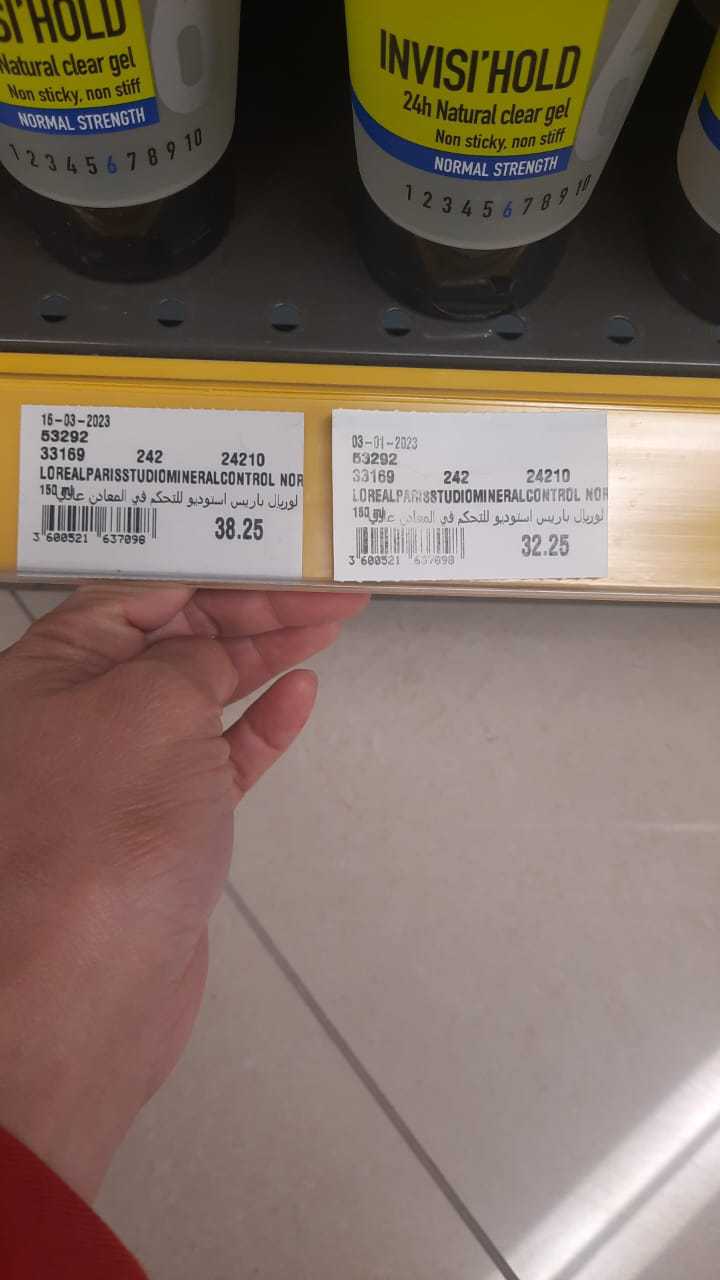 SI'HOLD
Natural clear gel
Non sticky, non stiff
NORMAL STRENGTH
1 2 3 4 5 6 7 8 9 10
INVISI'HOLD
24h Natural clear gel
Non sticky, non stiff
NORMAL STRENGTH
1 2 3 4 5 6 7 8 9 10
16-03-2023
53292
33169 242 24210
LOREALPARISSTUDIOMINERALCONTROL NOR
لوريال باريس استوديو للتحكم في المعادن عادي 150 مل
38.25
3 600521 637098
03-01-2023
53292
33169 242 24210
LOREALPARISSTUDIOMINERALCONTROL NOR
لوريال باريس استوديو للتحكم في المعادن عادي 150 مل
32.25
3 600521 637098